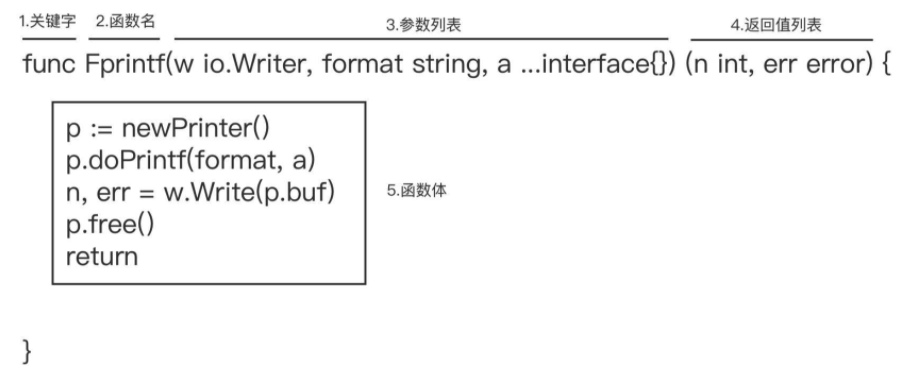 1.关键字 2.函数名 3.参数列表 4.返回值列表
func Fprintf(w io.Writer, format string, a ...interface{}) (n int, err error) {
p := newPrinter()
p.doPrintf(format, a)
n, err = w.Write(p.buf)
5.函数体
p.free()
return
}